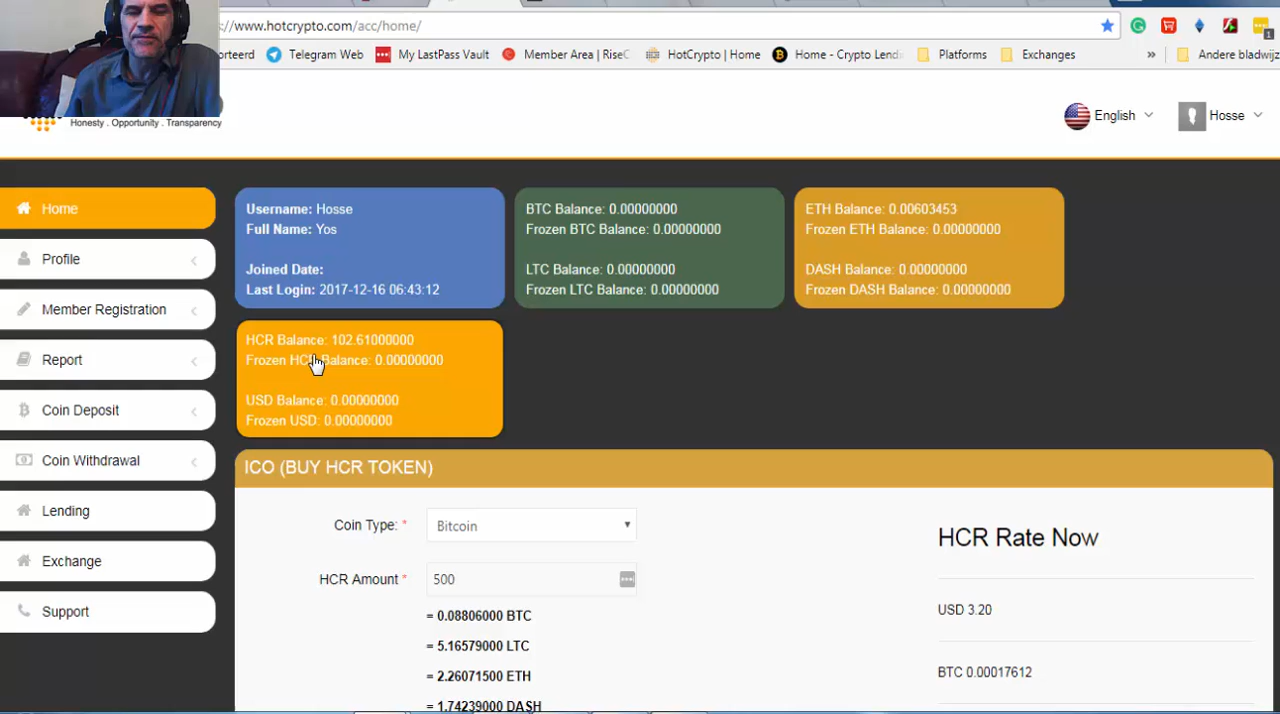 ://www.hotcrypto.com/acc/home/
orteerd Telegram Web My LastPass Vault Member Area | RiseC HotCrypto | Home Home - Crypto Lendi Platforms Exchanges » Andere bladwijz
1
Honesty . Opportunity . Transparency
English Hosse
Home
Profile
Member Registration
Report
Coin Deposit
Coin Withdrawal
Lending
Exchange
Support
Username: Hosse
Full Name: Yos
Joined Date:
Last Login: 2017-12-16 06:43:12
BTC Balance: 0.00000000
Frozen BTC Balance: 0.00000000
LTC Balance: 0.00000000
Frozen LTC Balance: 0.00000000
ETH Balance: 0.00603453
Frozen ETH Balance: 0.00000000
DASH Balance: 0.00000000
Frozen DASH Balance: 0.00000000
HCR Balance: 102.61000000
Frozen HCR Balance: 0.00000000
USD Balance: 0.00000000
Frozen USD: 0.00000000
ICO (BUY HCR TOKEN)
Coin Type: * Bitcoin
HCR Amount * 500
= 0.08806000 BTC
= 5.16579000 LTC
= 2.26071500 ETH
= 1.74239000 DASH
HCR Rate Now
USD 3.20
BTC 0.00017612